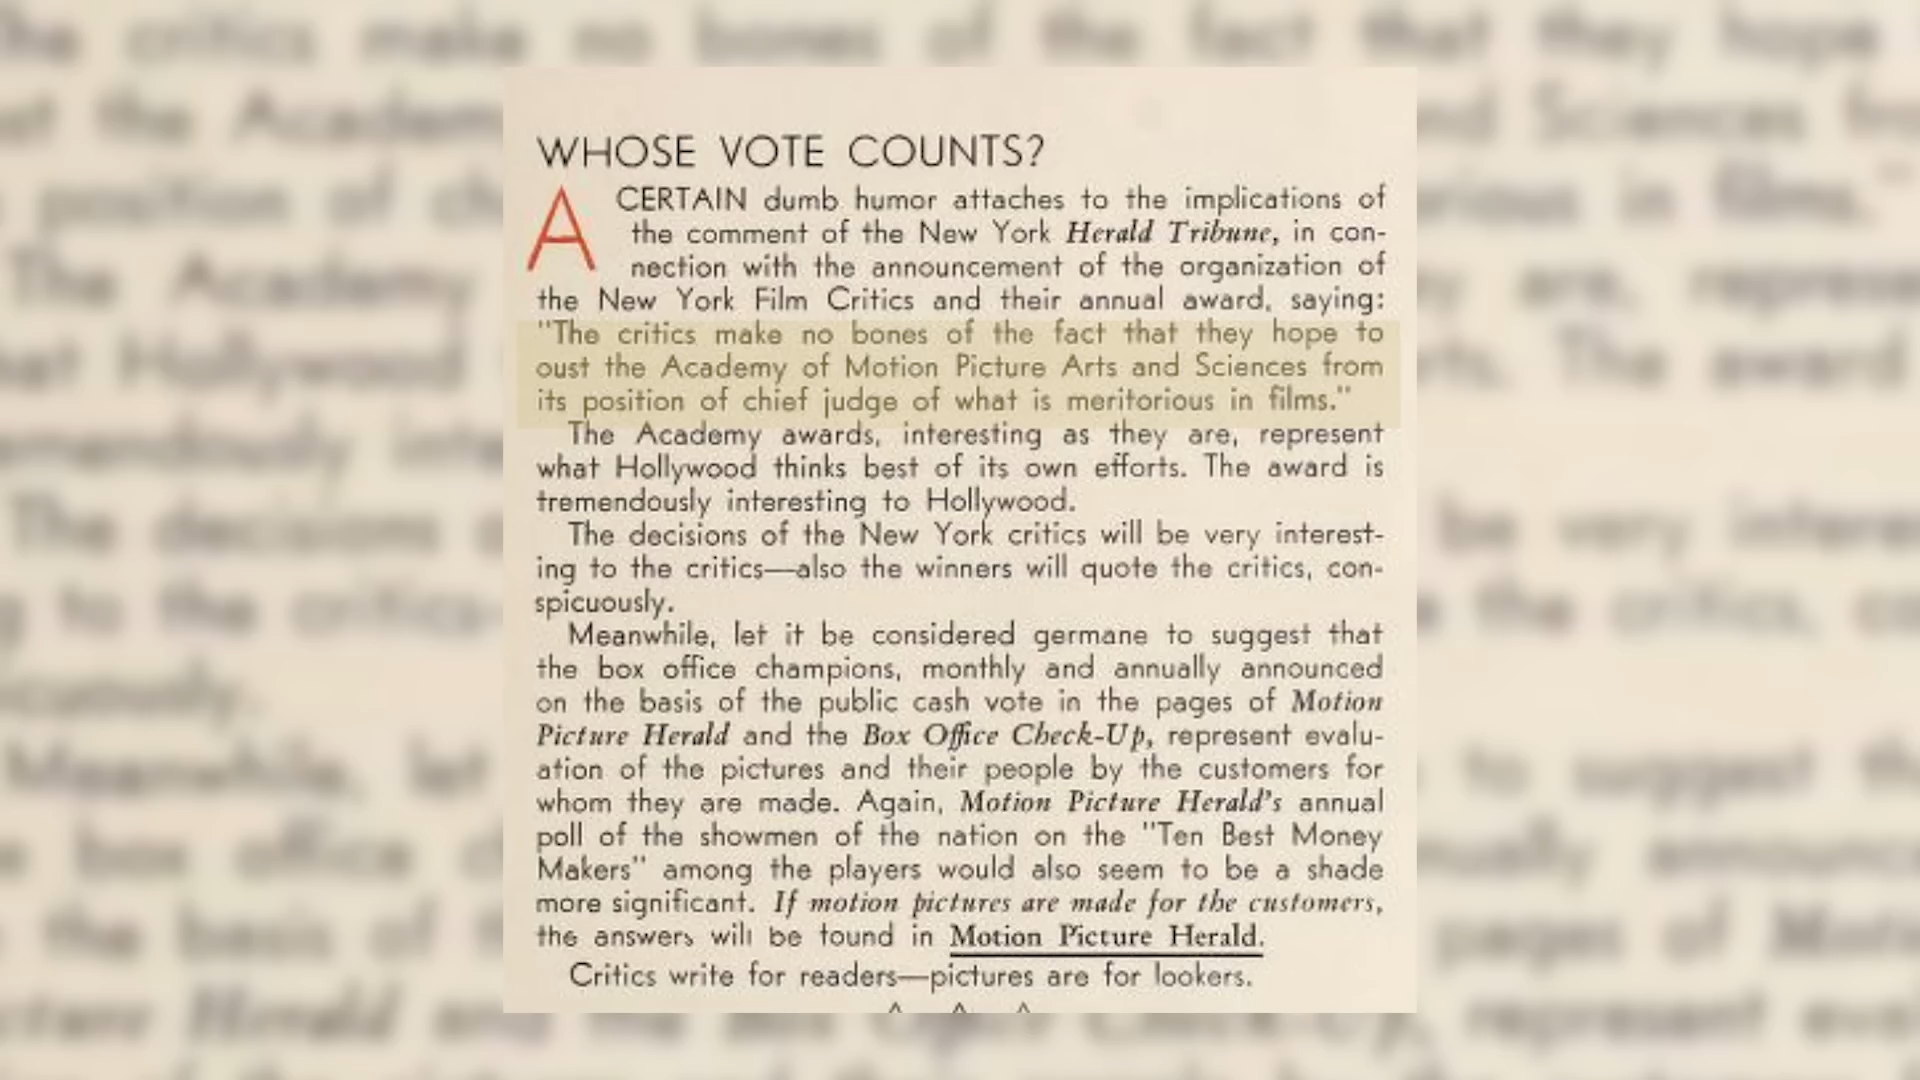 WHOSE VOTE COUNTS?
A CERTAIN dumb humor attaches to the implications of
the comment of the New York Herald Tribune, in con-
nection with the announcement of the organization of
the New York Film Critics and their annual award, saying:
"The critics make no bones of the fact that they hope to
oust the Academy of Motion Picture Arts and Sciences from
its position of chief judge of what is meritorious in films."
The Academy awards, interesting as they are, represent
what Hollywood thinks best of its own efforts. The award is
tremendously interesting to Hollywood.
The decisions of the New York critics will be very interest-
ing to the critics—also the winners will quote the critics, con-
spicuously.
Meanwhile, let it be considered germane to suggest that
the box office champions, monthly and annually announced
on the basis of the public cash vote in the pages of Motion
Picture Herald and the Box Office Check-Up, represent evalu-
ation of the pictures and their people by the customers for
whom they are made. Again, Motion Picture Herald's annual
poll of the showmen of the nation on the "Ten Best Money
Makers" among the players would also seem to be a shade
more significant. If motion pictures are made for the customers,
the answers will be found in Motion Picture Herald.
Critics write for readers—pictures are for lookers.